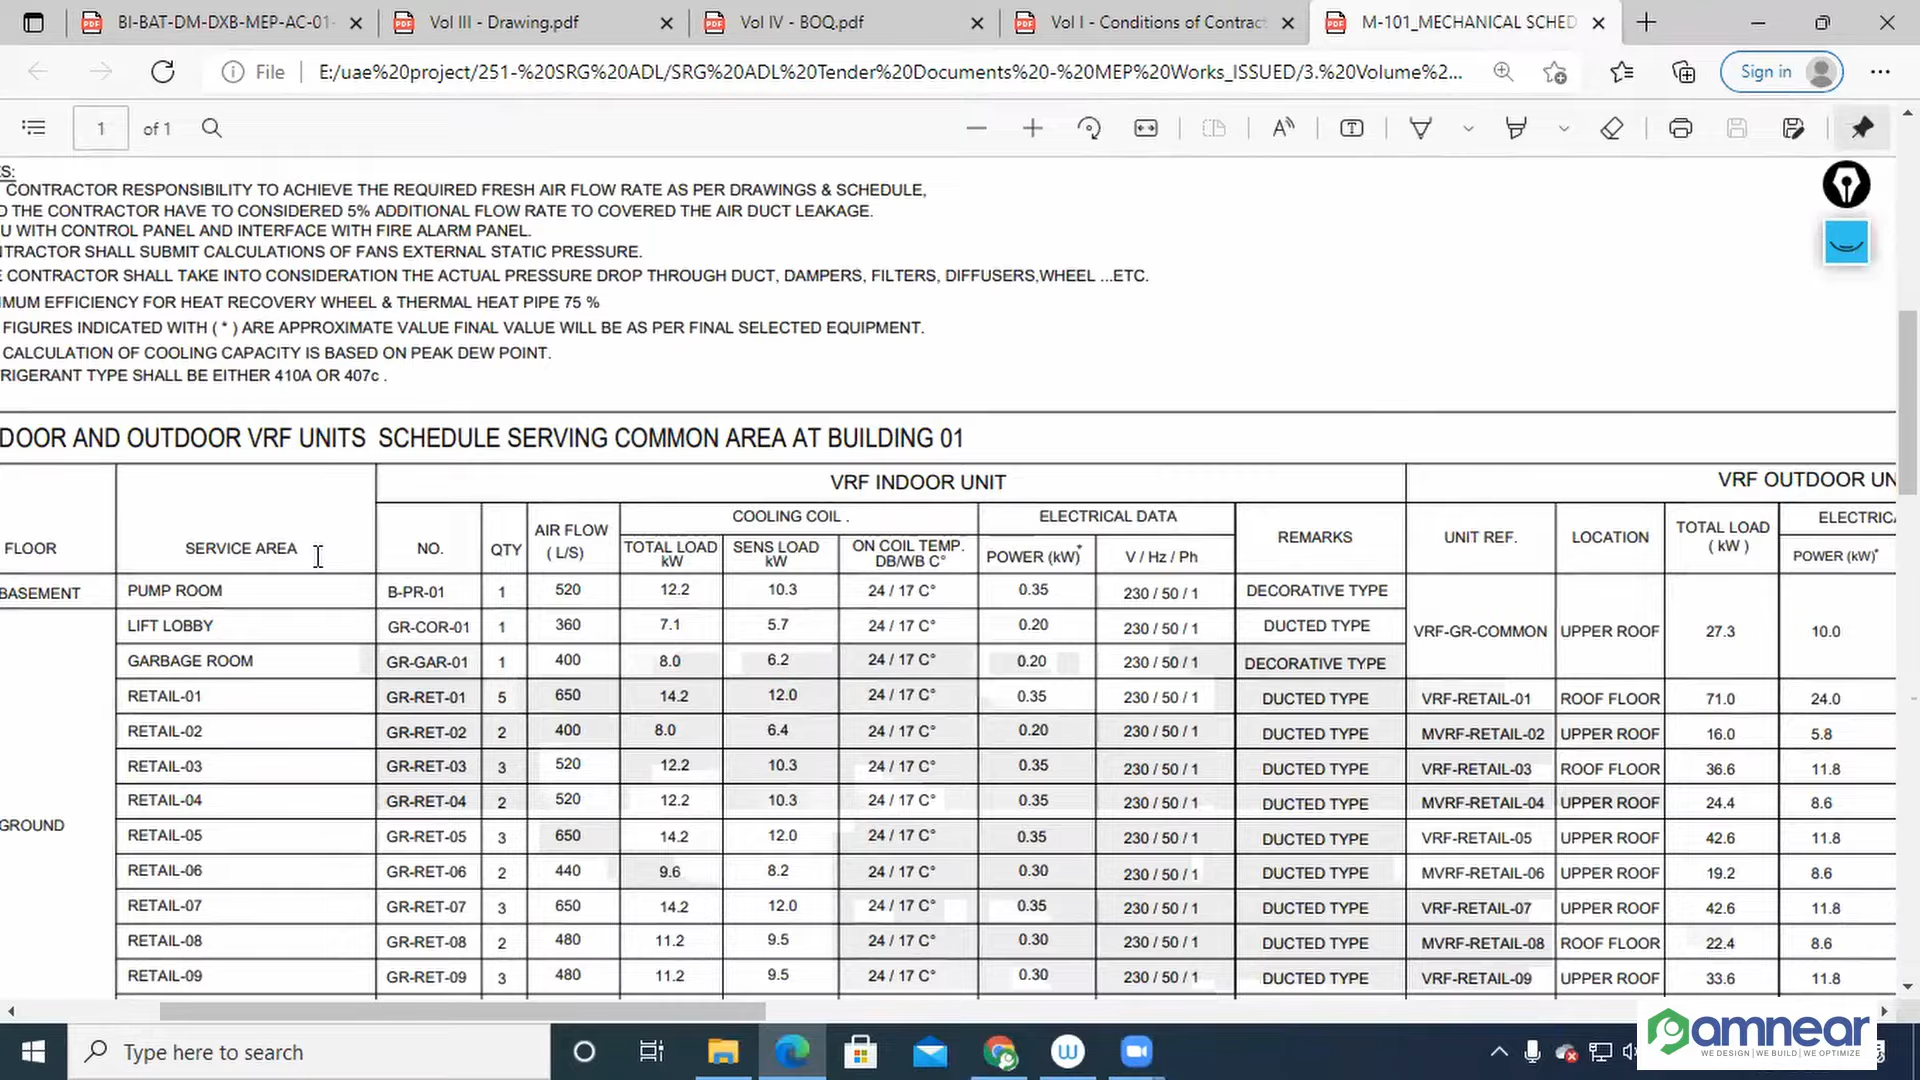 BI-BAT-DM-DXB-MEP-AC-01- Vol III - Drawing.pdf Vol IV - BOQ.pdf Vol I - Conditions of Contrac M-101_MECHANICAL SCHED
File E:/uae%20project/251-%20SRG%20ADL/SRG%20ADL%20Tender%20Documents%20-%20MEP%20Works_ISSUED/3.%20Volume%2... Sign in
1 of 1
ES:
CONTRACTOR RESPONSIBILITY TO ACHIEVE THE REQUIRED FRESH AIR FLOW RATE AS PER DRAWINGS & SCHEDULE,
D THE CONTRACTOR HAVE TO CONSIDERED 5% ADDITIONAL FLOW RATE TO COVERED THE AIR DUCT LEAKAGE.
U WITH CONTROL PANEL AND INTERFACE WITH FIRE ALARM PANEL.
NTRACTOR SHALL SUBMIT CALCULATIONS OF FANS EXTERNAL STATIC PRESSURE.
E CONTRACTOR SHALL TAKE INTO CONSIDERATION THE ACTUAL PRESSURE DROP THROUGH DUCT, DAMPERS, FILTERS, DIFFUSERS,WHEEL ...ETC.
IMUM EFFICIENCY FOR HEAT RECOVERY WHEEL & THERMAL HEAT PIPE 75 %
FIGURES INDICATED WITH ( * ) ARE APPROXIMATE VALUE FINAL VALUE WILL BE AS PER FINAL SELECTED EQUIPMENT.
CALCULATION OF COOLING CAPACITY IS BASED ON PEAK DEW POINT.
RIGERANT TYPE SHALL BE EITHER 410A OR 407c .
DOOR AND OUTDOOR VRF UNITS SCHEDULE SERVING COMMON AREA AT BUILDING 01
VRF INDOOR UNIT VRF OUTDOOR UN
FLOOR SERVICE AREA NO. QTY AIR FLOW ( L/S) COOLING COIL . ELECTRICAL DATA REMARKS UNIT REF. LOCATION TOTAL LOAD ( kW ) ELECTRICA
TOTAL LOAD kW SENS LOAD kW ON COIL TEMP. DB/WB C° POWER (kW)* V / Hz / Ph POWER (kW)*
BASEMENT PUMP ROOM B-PR-01 1 520 12.2 10.3 24 / 17 C° 0.35 230 / 50 / 1 DECORATIVE TYPE
LIFT LOBBY GR-COR-01 1 360 7.1 5.7 24 / 17 C° 0.20 230 / 50 / 1 DUCTED TYPE VRF-GR-COMMON UPPER ROOF 27.3 10.0
GARBAGE ROOM GR-GAR-01 1 400 8.0 6.2 24 / 17 C° 0.20 230 / 50 / 1 DECORATIVE TYPE
RETAIL-01 GR-RET-01 5 650 14.2 12.0 24 / 17 C° 0.35 230 / 50 / 1 DUCTED TYPE VRF-RETAIL-01 ROOF FLOOR 71.0 24.0
RETAIL-02 GR-RET-02 2 400 8.0 6.4 24 / 17 C° 0.20 230 / 50 / 1 DUCTED TYPE MVRF-RETAIL-02 UPPER ROOF 16.0 5.8
RETAIL-03 GR-RET-03 3 520 12.2 10.3 24 / 17 C° 0.35 230 / 50 / 1 DUCTED TYPE VRF-RETAIL-03 ROOF FLOOR 36.6 11.8
RETAIL-04 GR-RET-04 2 520 12.2 10.3 24 / 17 C° 0.35 230 / 50 / 1 DUCTED TYPE MVRF-RETAIL-04 UPPER ROOF 24.4 8.6
GROUND RETAIL-05 GR-RET-05 3 650 14.2 12.0 24 / 17 C° 0.35 230 / 50 / 1 DUCTED TYPE VRF-RETAIL-05 UPPER ROOF 42.6 11.8
RETAIL-06 GR-RET-06 2 440 9.6 8.2 24 / 17 C° 0.30 230 / 50 / 1 DUCTED TYPE MVRF-RETAIL-06 UPPER ROOF 19.2 8.6
RETAIL-07 GR-RET-07 3 650 14.2 12.0 24 / 17 C° 0.35 230 / 50 / 1 DUCTED TYPE VRF-RETAIL-07 UPPER ROOF 42.6 11.8
RETAIL-08 GR-RET-08 2 480 11.2 9.5 24 / 17 C° 0.30 230 / 50 / 1 DUCTED TYPE MVRF-RETAIL-08 ROOF FLOOR 22.4 8.6
RETAIL-09 GR-RET-09 3 480 11.2 9.5 24 / 17 C° 0.30 230 / 50 / 1 DUCTED TYPE VRF-RETAIL-09 UPPER ROOF 33.6 11.8
Type here to search
amnear
WE DESIGN | WE BUILD | WE OPTIMIZE